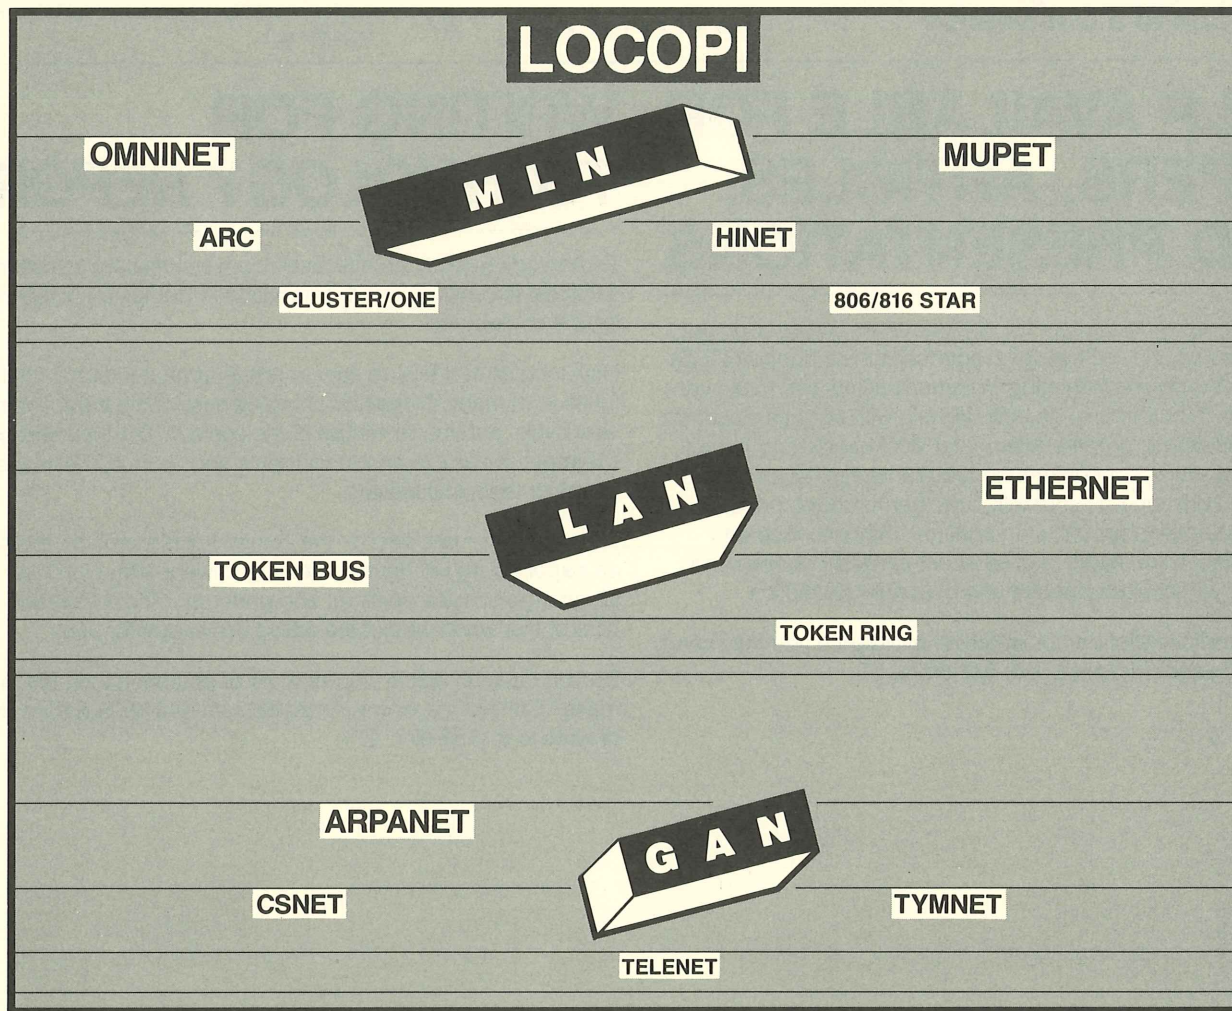 LOCOPI
OMNINET
MLN
MUPET
ARC
HINET
CLUSTER/ONE
806/816 STAR
LAN
ETHERNET
TOKEN BUS
TOKEN RING
ARPANET
GAN
CSNET
TYMNET
TELENET